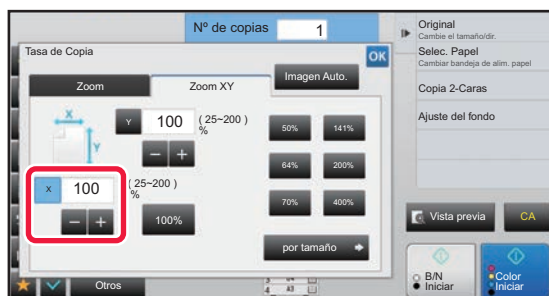 Nº de copias 1
Original
Cambie el tamaño/dir.
Selec. Papel
Cambiar bandeja de alim. papel
Copia 2-Caras
Ajuste del fondo
Tasa de Copia
OK
Zoom
Zoom XY
Imagen Auto.
X
Y
Y 100 ( 25~200 )
%
50% 141%
64% 200%
70% 400%
X 100 ( 25~200 )
%
100%
por tamaño
Vista previa
CA
B/N
Iniciar
Color
Iniciar
Otros
4 A3